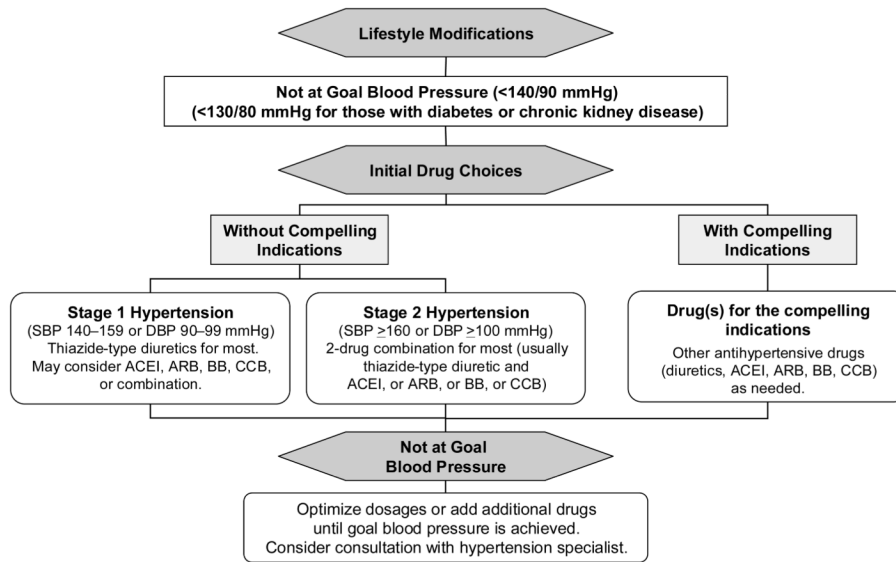 Lifestyle Modifications
Not at Goal Blood Pressure (<140/90 mmHg)
(<130/80 mmHg for those with diabetes or chronic kidney disease)
Initial Drug Choices
Without Compelling
Indications
With Compelling
Indications
Stage 1 Hypertension
(SBP 140–159 or DBP 90–99 mmHg)
Thiazide-type diuretics for most.
May consider ACEI, ARB, BB, CCB,
or combination.
Stage 2 Hypertension
(SBP ≥160 or DBP ≥100 mmHg)
2-drug combination for most (usually
thiazide-type diuretic and
ACEI, or ARB, or BB, or CCB)
Drug(s) for the compelling
indications
Other antihypertensive drugs
(diuretics, ACEI, ARB, BB, CCB)
as needed.
Not at Goal
Blood Pressure
Optimize dosages or add additional drugs
until goal blood pressure is achieved.
Consider consultation with hypertension specialist.